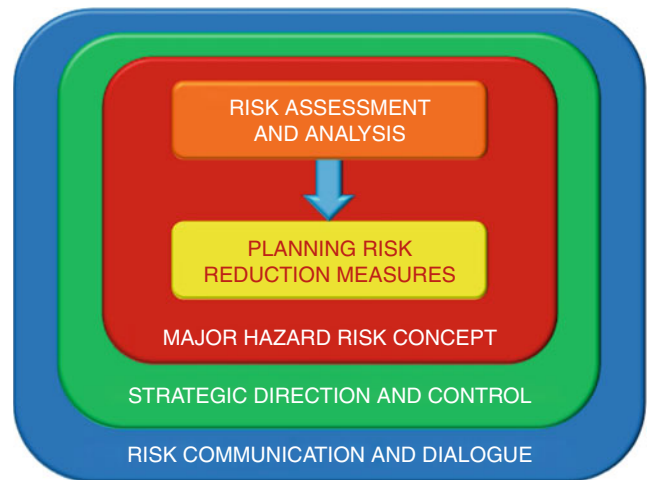 RISK ASSESSMENT
AND ANALYSIS
PLANNING RISK
REDUCTION MEASURES
MAJOR HAZARD RISK CONCEPT
STRATEGIC DIRECTION AND CONTROL
RISK COMMUNICATION AND DIALOGUE